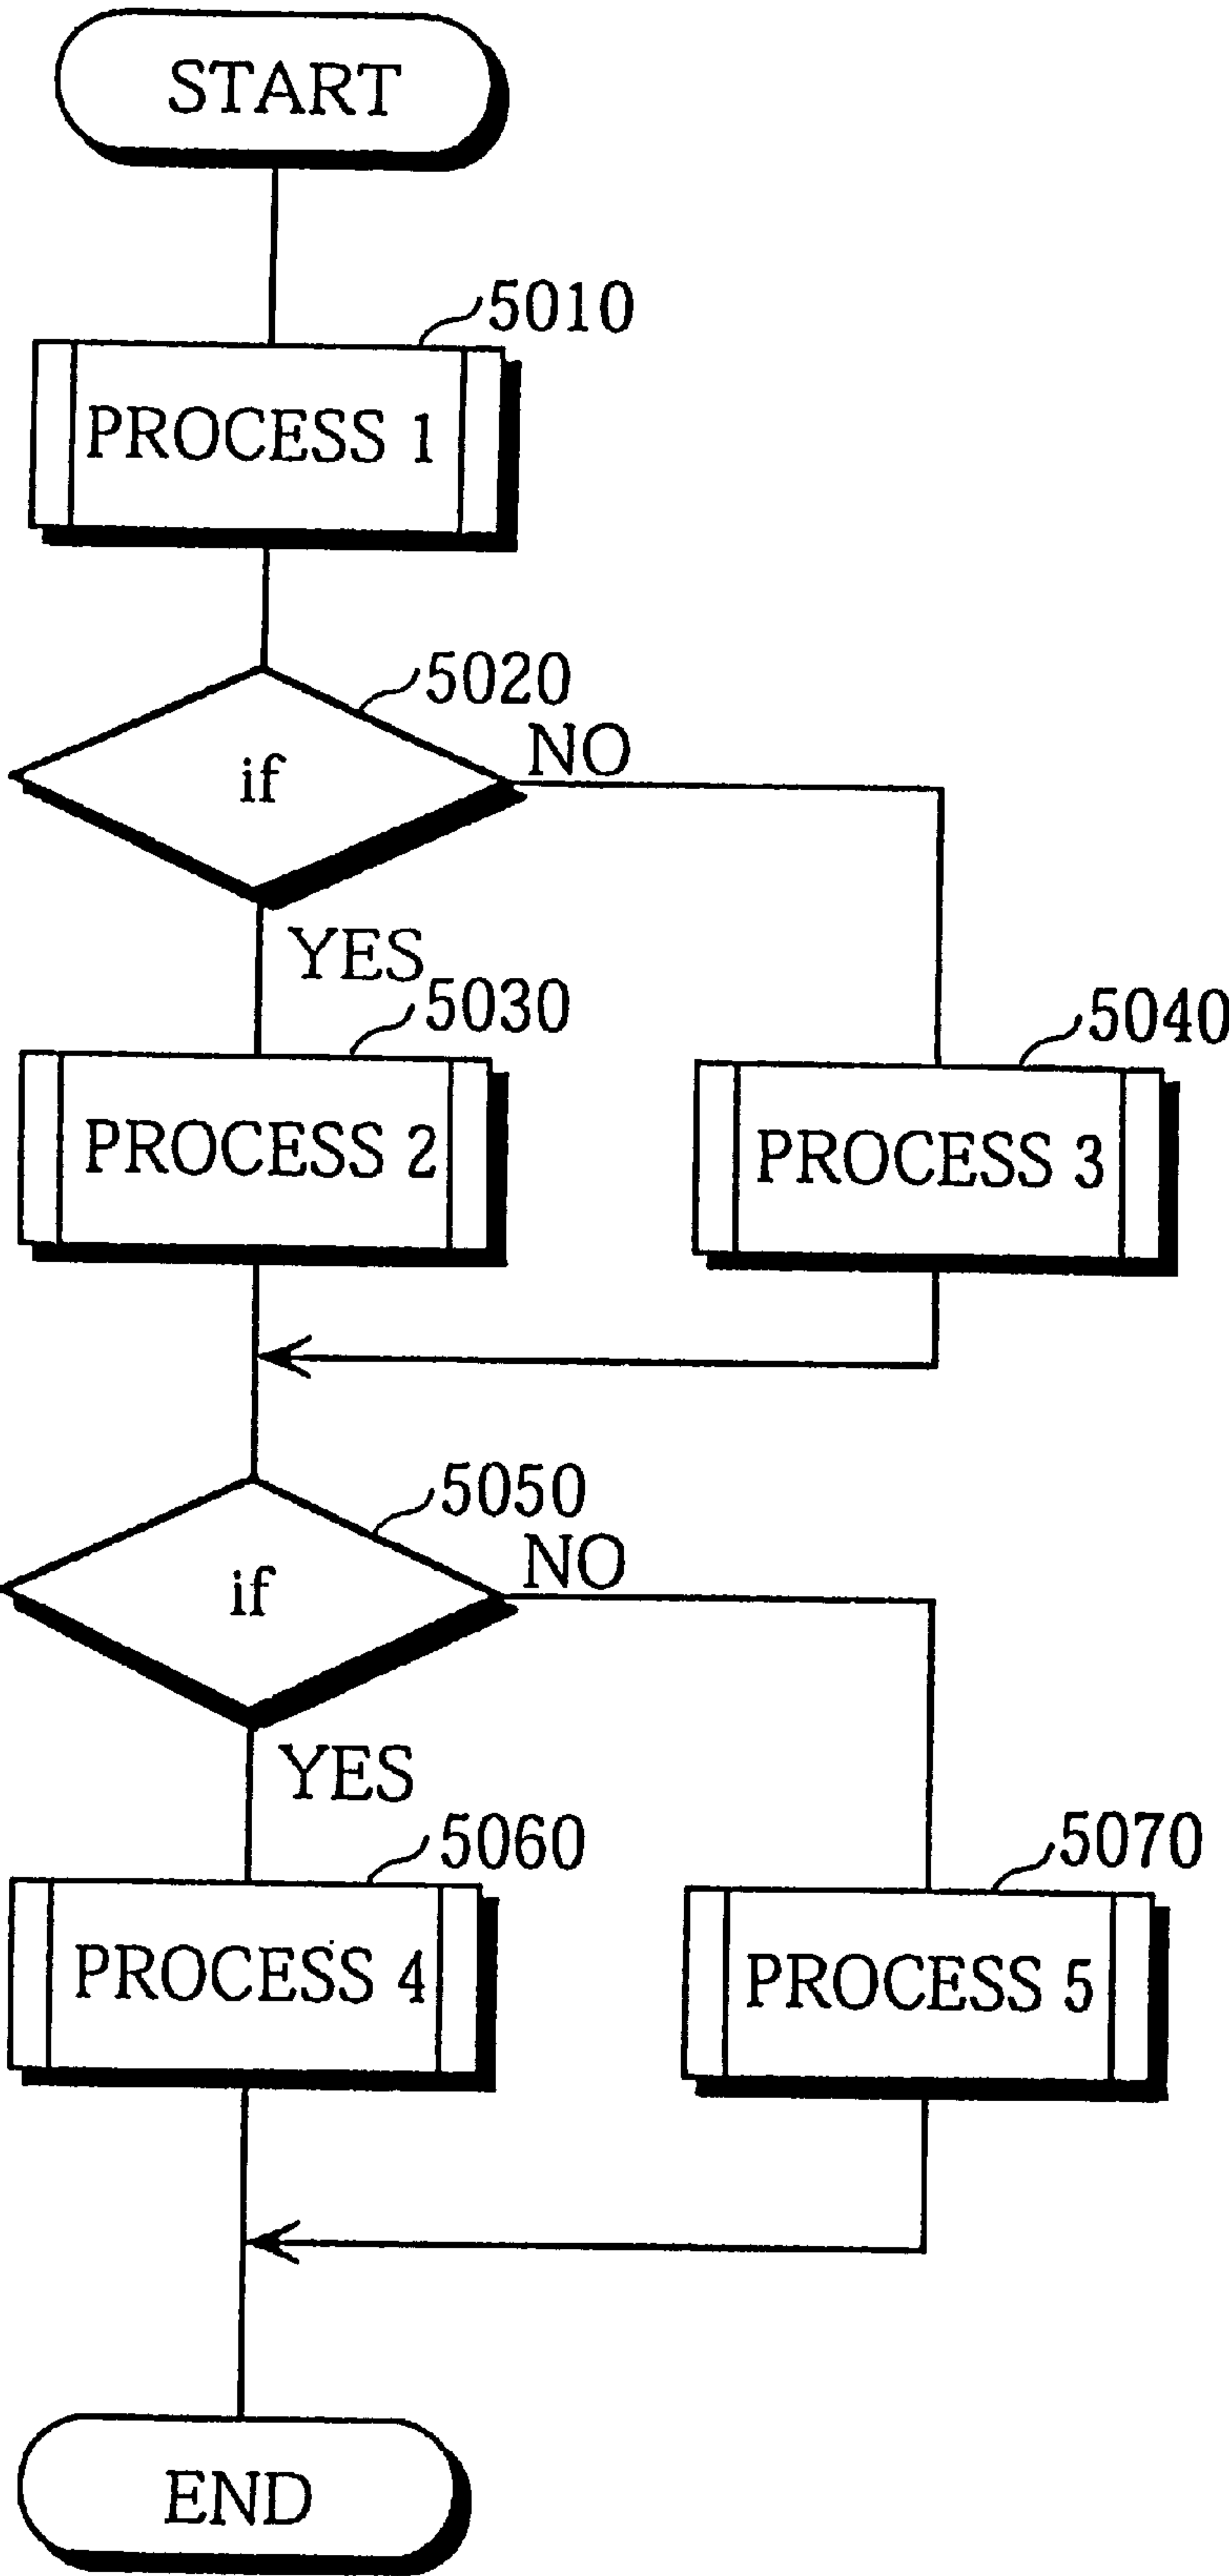 START
5010
PROCESS 1
5020
if
NO
YES
5030
5040
PROCESS 2
PROCESS 3
5050
if
NO
YES
5060
5070
PROCESS 4
PROCESS 5
END